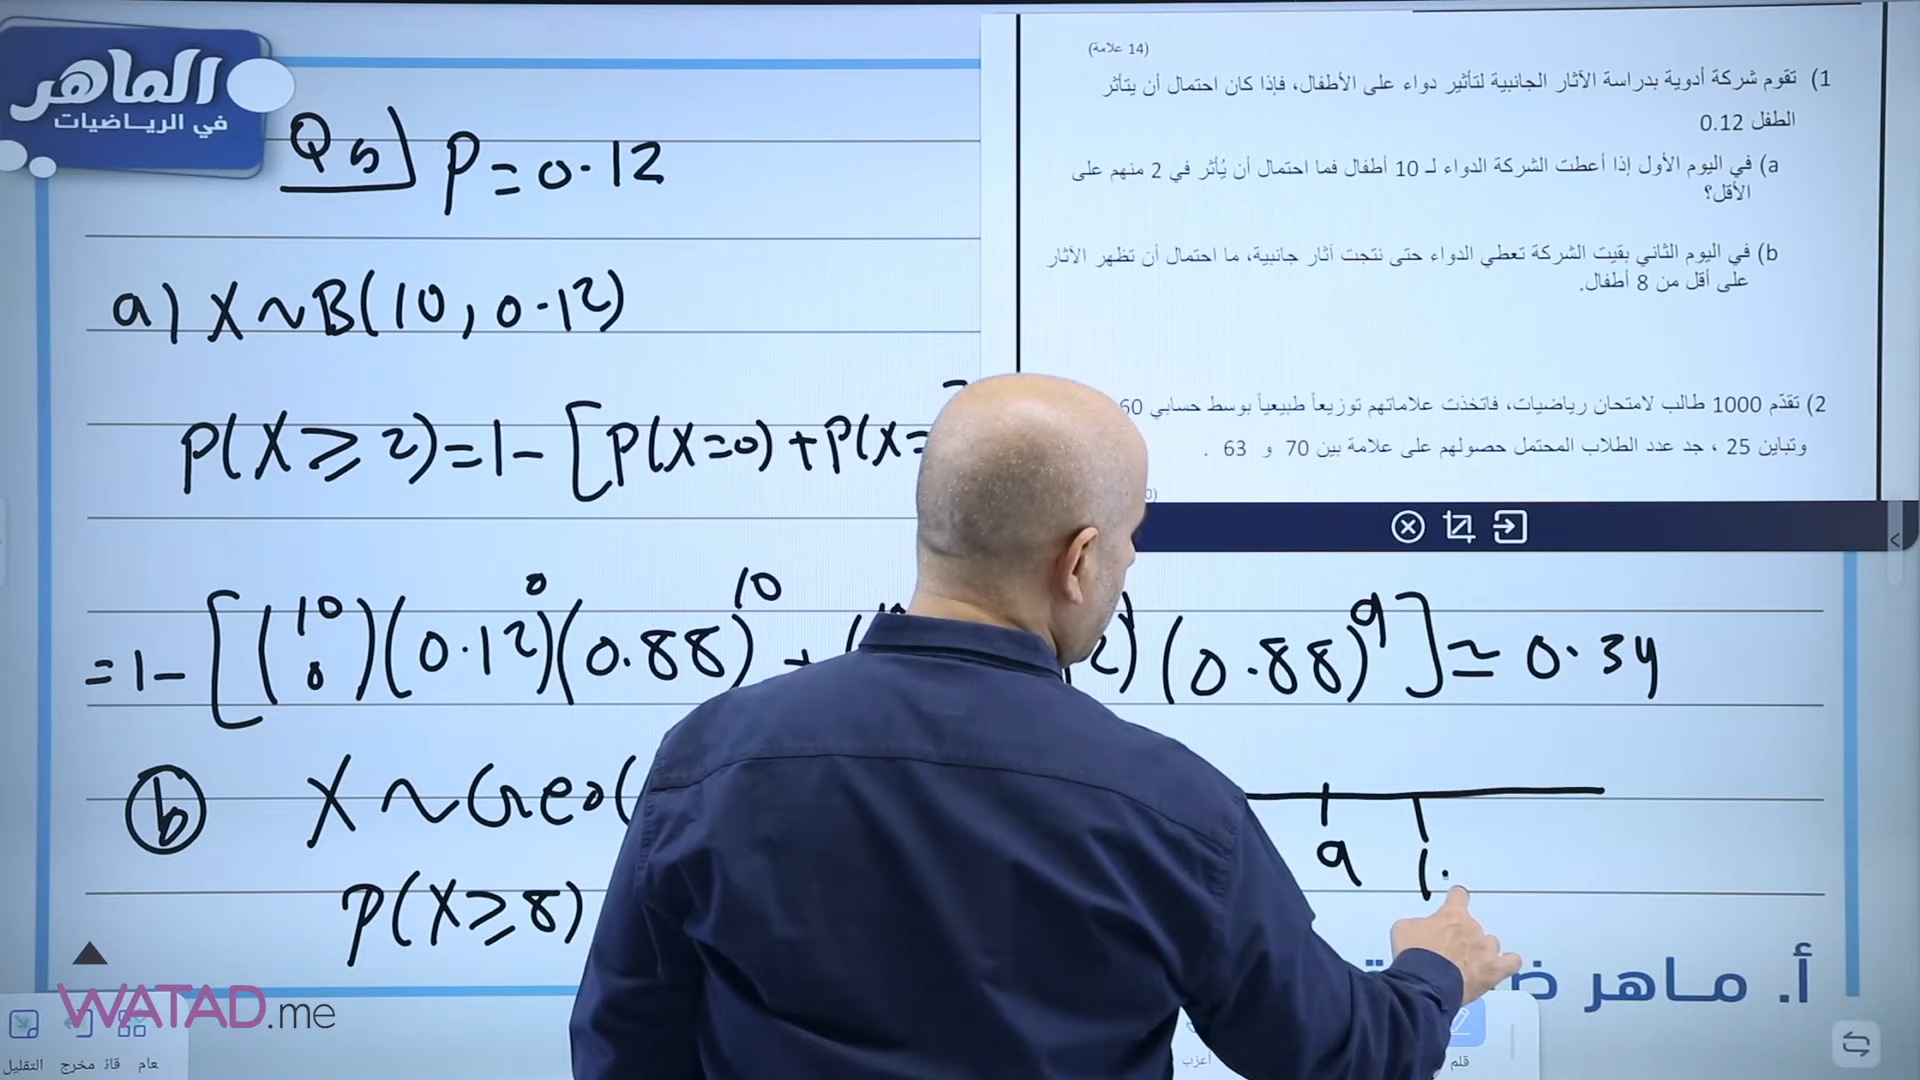 الماهر
في الرياضيات
Q5] P = 0.12
a) X ~ B(10, 0.12)
P(X ≥ 2) = 1 - [P(X=0) + P(X=
= 1 - [(10 0)(0.12)^0 (0.88)^10 + 2) (0.88)^9] ≃ 0.34
b X ~ Geo(
P(X ≥ 8)
9 1.
(14 علامة)
1) تقوم شركة أدوية بدراسة الآثار الجانبية لتأثير دواء على الأطفال، فإذا كان احتمال أن يتأثر
الطفل 0.12
a) في اليوم الأول إذا أعطت الشركة الدواء لـ 10 أطفال فما احتمال أن يُأثر في 2 منهم على
الأقل؟
b) في اليوم الثاني بقيت الشركة تعطي الدواء حتى نتجت آثار جانبية، ما احتمال أن تظهر الآثار
على أقل من 8 أطفال.
2) تقدّم 1000 طالب لامتحان رياضيات، فاتخذت علاماتهم توزيعاً طبيعياً بوسط حسابي 60
وتباين 25 ، جد عدد الطلاب المحتمل حصولهم على علامة بين 70 و 63 .
أ. ماهر
WATAD.me
التقليل
مخرج
قائ
عام
أعزب
قلم